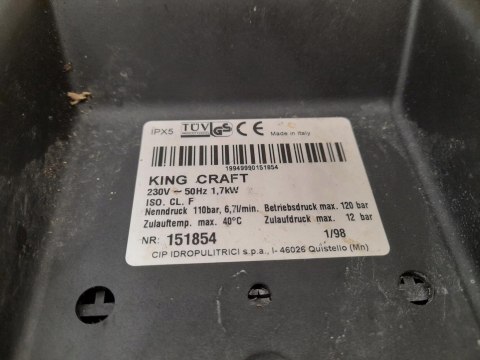 IPX5 TÜV GS CE Made in Italy
19949990151854
KING CRAFT
230V ~ 50Hz 1,7kW
ISO. CL. F
Nenndruck 110bar, 6,7l/min. Betriebsdruck max. 120 bar
Zulauftemp. max. 40°C Zulaufdruck max. 12 bar
NR: 151854 1/98
CIP IDROPULITRICI s.p.a., I- 46026 Quistello (Mn)